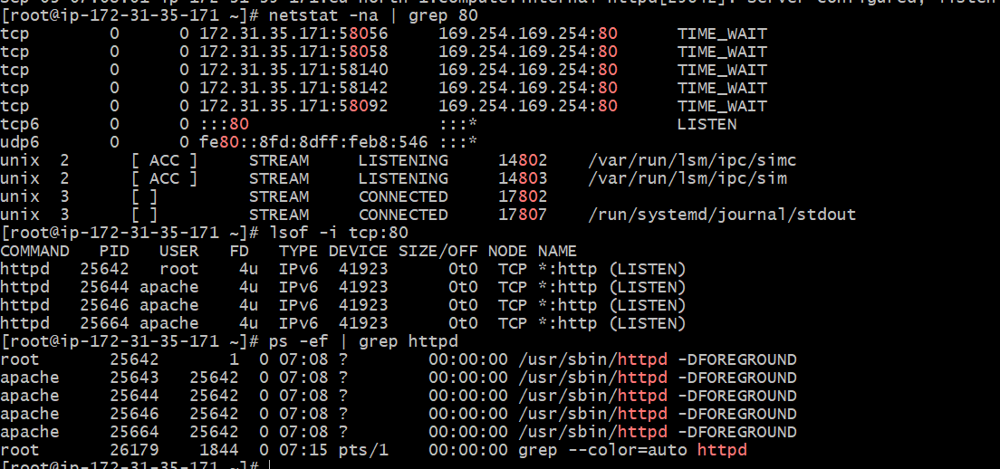 [root@ip-172-31-35-171 ~]# netstat -na | grep 80
tcp        0      0 172.31.35.171:58056     169.254.169.254:80      TIME_WAIT
tcp        0      0 172.31.35.171:58058     169.254.169.254:80      TIME_WAIT
tcp        0      0 172.31.35.171:58140     169.254.169.254:80      TIME_WAIT
tcp        0      0 172.31.35.171:58142     169.254.169.254:80      TIME_WAIT
tcp        0      0 172.31.35.171:58092     169.254.169.254:80      TIME_WAIT
tcp6       0      0 :::80                   :::*                    LISTEN
udp6       0      0 fe80::8fd:8dff:feb8:546 :::*
unix  2      [ ACC ]     STREAM     LISTENING     14802    /var/run/lsm/ipc/simc
unix  2      [ ACC ]     STREAM     LISTENING     14803    /var/run/lsm/ipc/sim
unix  3      [ ]         STREAM     CONNECTED     17802
unix  3      [ ]         STREAM     CONNECTED     17807    /run/systemd/journal/stdout
[root@ip-172-31-35-171 ~]# lsof -i tcp:80
COMMAND   PID   USER   FD   TYPE DEVICE SIZE/OFF NODE NAME
httpd   25642   root    4u  IPv6  41923      0t0  TCP *:http (LISTEN)
httpd   25644 apache    4u  IPv6  41923      0t0  TCP *:http (LISTEN)
httpd   25646 apache    4u  IPv6  41923      0t0  TCP *:http (LISTEN)
httpd   25664 apache    4u  IPv6  41923      0t0  TCP *:http (LISTEN)
[root@ip-172-31-35-171 ~]# ps -ef | grep httpd
root     25642     1  0 07:08 ?        00:00:00 /usr/sbin/httpd -DFOREGROUND
apache   25643 25642  0 07:08 ?        00:00:00 /usr/sbin/httpd -DFOREGROUND
apache   25644 25642  0 07:08 ?        00:00:00 /usr/sbin/httpd -DFOREGROUND
apache   25646 25642  0 07:08 ?        00:00:00 /usr/sbin/httpd -DFOREGROUND
apache   25664 25642  0 07:08 ?        00:00:00 /usr/sbin/httpd -DFOREGROUND
root     26179  1844  0 07:15 pts/1    00:00:00 grep --color=auto httpd
[root@ip-172-31-35-171 ~]#